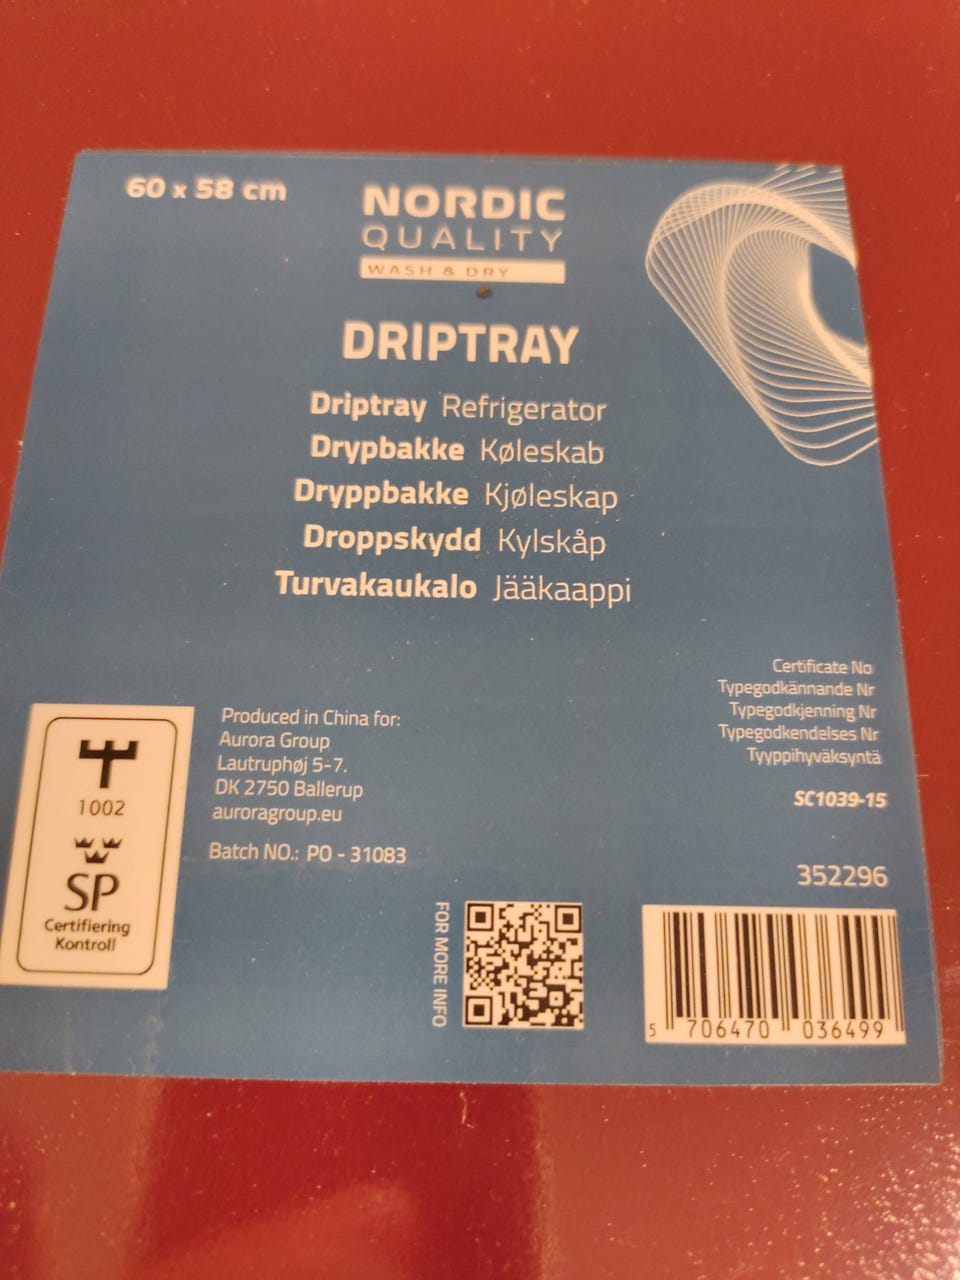 60 x 58 cm
NORDIC
QUALITY
WASH & DRY
DRIPTRAY
Driptray Refrigerator
Drypbakke Køleskab
Dryppbakke Kjøleskap
Droppskydd Kylskåp
Turvakaukalo Jääkaappi
Certificate No
Typegodkännande Nr
Typegodkjenning Nr
Typegodkendelses Nr
Tyyppihyväksyntä
SC1039-15
1002
SP
Certifiering
Kontroll
Produced in China for:
Aurora Group
Lautruphøj 5-7.
DK 2750 Ballerup
auroragroup.eu
Batch NO.: PO - 31083
FOR MORE INFO
352296
5 706470 036499